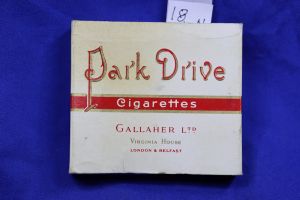 18
N
Park Drive
Cigarettes
GALLAHER LTD
VIRGINIA HOUSE
LONDON & BELFAST